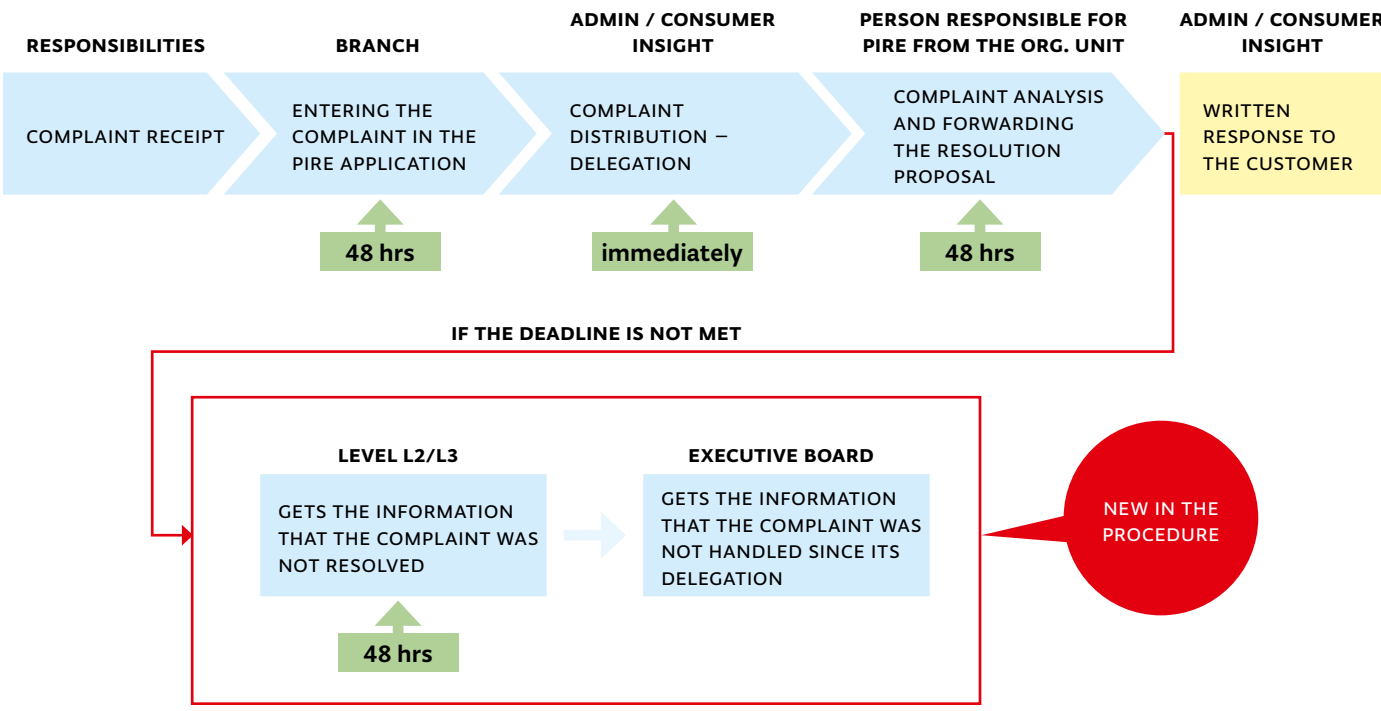 RESPONSIBILITIES
BRANCH
ADMIN / CONSUMER
INSIGHT
PERSON RESPONSIBLE FOR
PIRE FROM THE ORG. UNIT
ADMIN / CONSUMER
INSIGHT
COMPLAINT RECEIPT
ENTERING THE
COMPLAINT IN THE
PIRE APPLICATION
COMPLAINT
DISTRIBUTION –
DELEGATION
COMPLAINT ANALYSIS
AND FORWARDING
THE RESOLUTION
PROPOSAL
WRITTEN
RESPONSE TO
THE CUSTOMER
48 hrs
immediately
48 hrs
IF THE DEADLINE IS NOT MET
LEVEL L2/L3
GETS THE INFORMATION
THAT THE COMPLAINT WAS
NOT RESOLVED
48 hrs
EXECUTIVE BOARD
GETS THE INFORMATION
THAT THE COMPLAINT WAS
NOT HANDLED SINCE ITS
DELEGATION
NEW IN THE
PROCEDURE